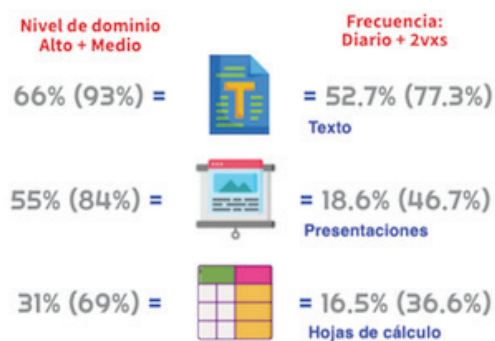 Nivel de dominio
Alto + Medio
Frecuencia:
Diario + 2vxs
66% (93%) = T = 52.7% (77.3%)
Texto
55% (84%) = = 18.6% (46.7%)
Presentaciones
31% (69%) = = 16.5% (36.6%)
Hojas de cálculo